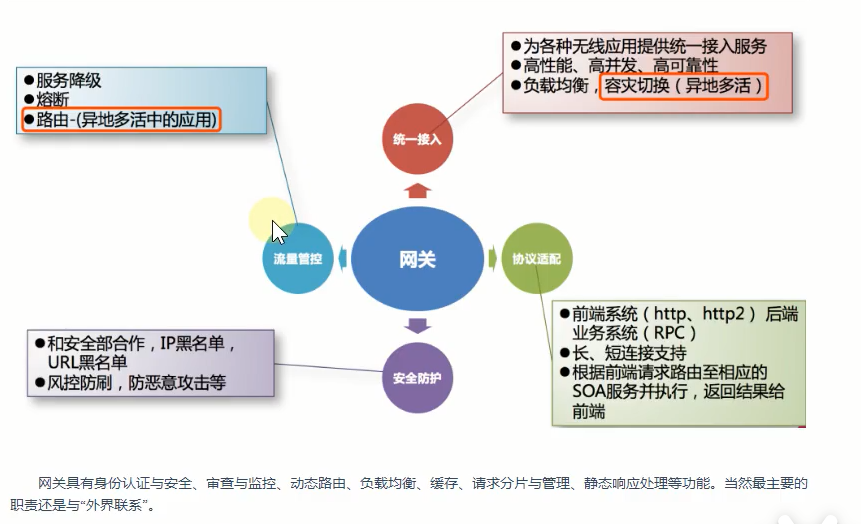 ●为各种无线应用提供统一接入服务
●高性能、高并发、高可靠性
●负载均衡，容灾切换（异地多活）
●服务降级
●熔断
●路由-(异地多活中的应用)
统一接入
流量管控
网关
协议适配
●前端系统（http、http2） 后端
业务系统（RPC）
●长、短连接支持
●根据前端请求路由至相应的
SOA服务并执行，返回结果给
前端
●和安全部合作，IP黑名单，
URL黑名单
●风控防刷，防恶意攻击等
安全防护
网关具有身份认证与安全、审查与监控、动态路由、负载均衡、缓存、请求分片与管理、静态响应处理等功能。当然最主要的
职责还是与“外界联系”。